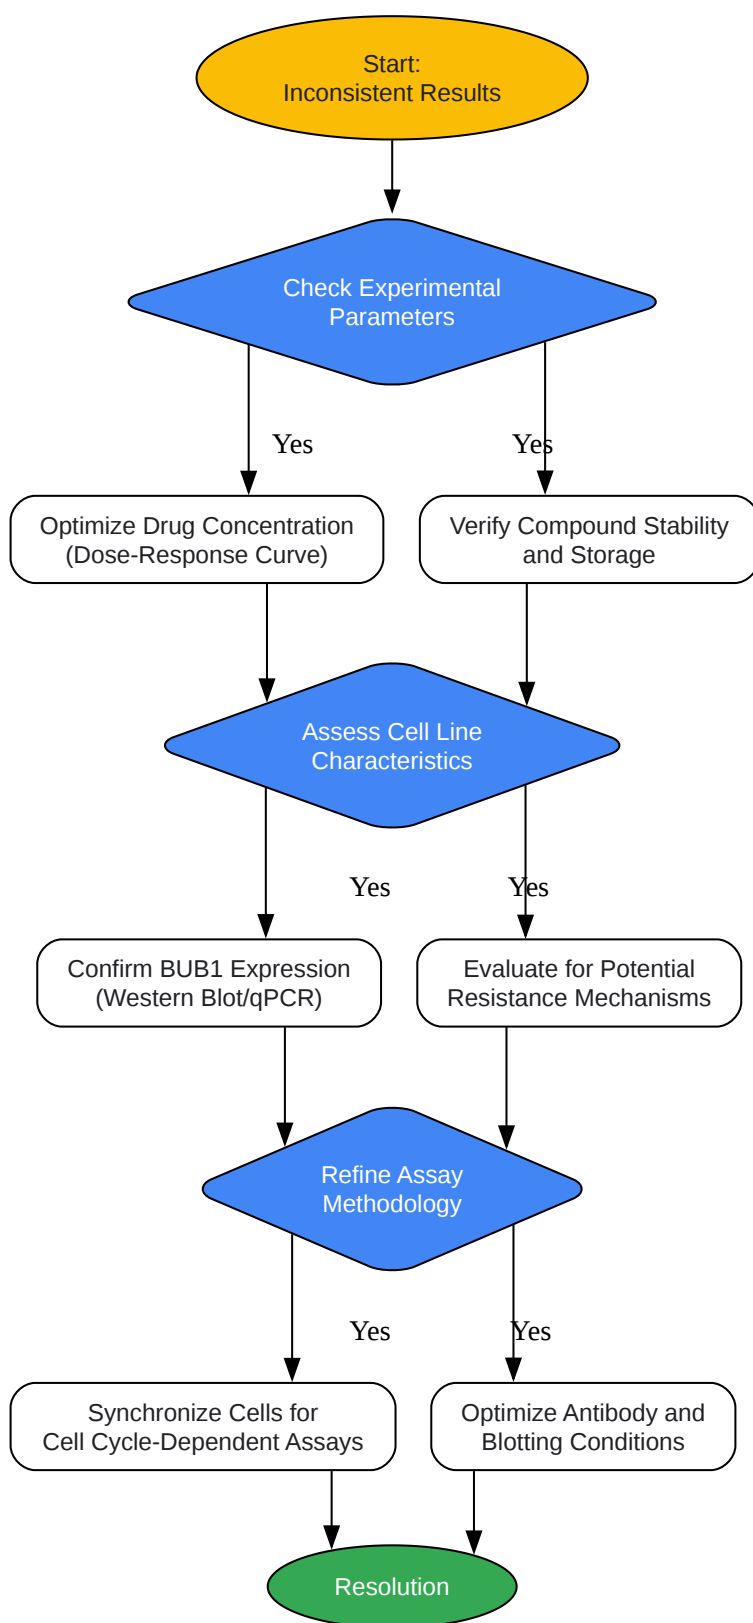 Start:
Inconsistent Results
Check Experimental
Parameters
Yes
Yes
Optimize Drug Concentration
(Dose-Response Curve)
Verify Compound Stability
and Storage
Assess Cell Line
Characteristics
Yes
Yes
Confirm BUB1 Expression
(Western Blot/qPCR)
Evaluate for Potential
Resistance Mechanisms
Refine Assay
Methodology
Yes
Yes
Synchronize Cells for
Cell Cycle-Dependent Assays
Optimize Antibody and
Blotting Conditions
Resolution